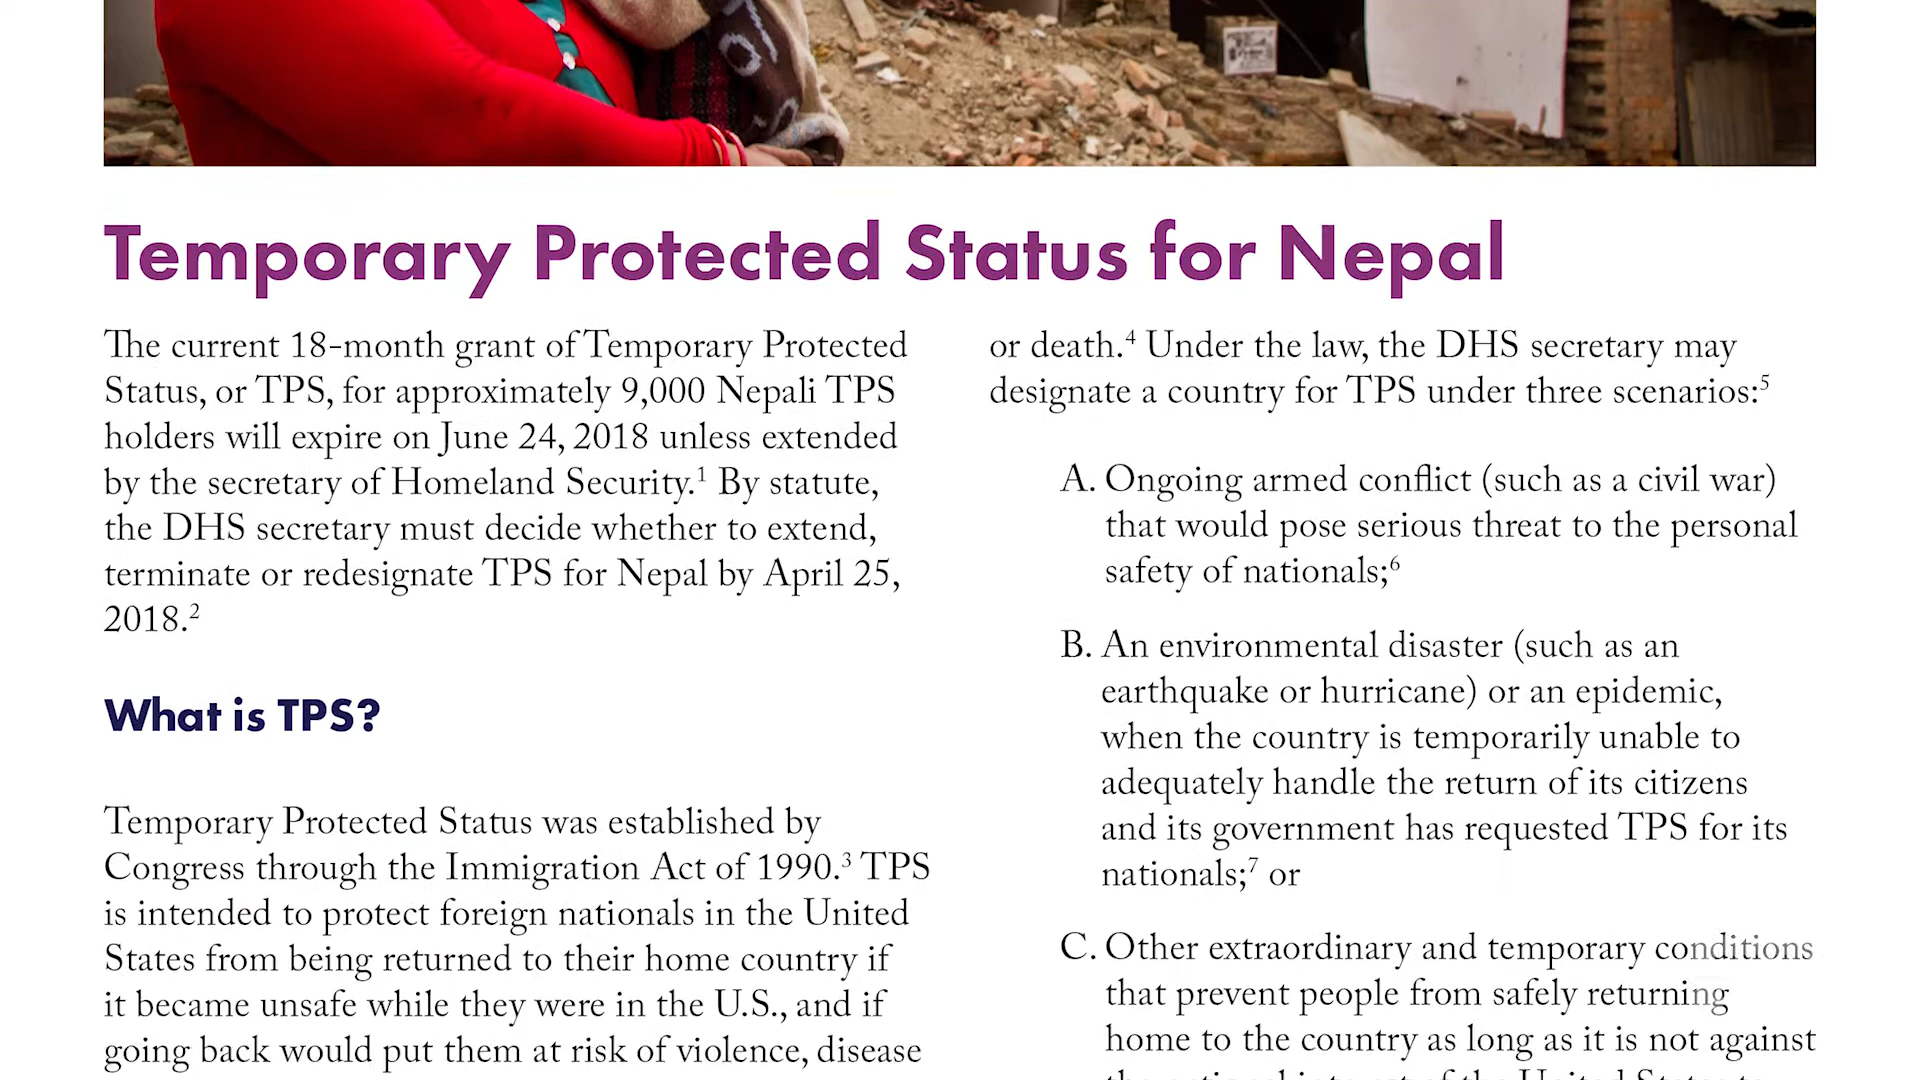 Temporary Protected Status for Nepal
The current 18-month grant of Temporary Protected
Status, or TPS, for approximately 9,000 Nepali TPS
holders will expire on June 24, 2018 unless extended
by the secretary of Homeland Security.¹ By statute,
the DHS secretary must decide whether to extend,
terminate or redesignate TPS for Nepal by April 25,
2018.²
What is TPS?
Temporary Protected Status was established by
Congress through the Immigration Act of 1990.³ TPS
is intended to protect foreign nationals in the United
States from being returned to their home country if
it became unsafe while they were in the U.S., and if
going back would put them at risk of violence, disease
or death.⁴ Under the law, the DHS secretary may
designate a country for TPS under three scenarios:⁵
A. Ongoing armed conflict (such as a civil war)
that would pose serious threat to the personal
safety of nationals;⁶
B. An environmental disaster (such as an
earthquake or hurricane) or an epidemic,
when the country is temporarily unable to
adequately handle the return of its citizens
and its government has requested TPS for its
nationals;⁷ or
C. Other extraordinary and temporary conditions
that prevent people from safely returning
home to the country as long as it is not against
the national interest of the United States to